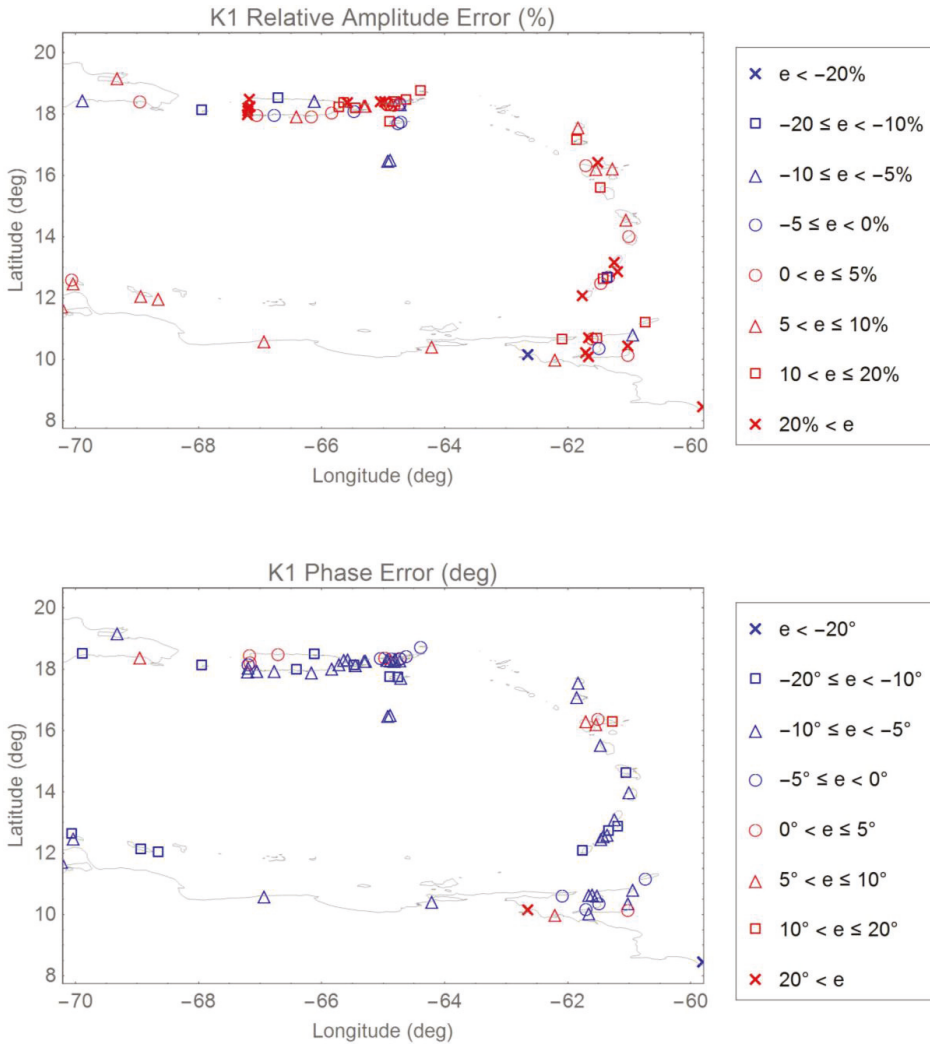 K1 Relative Amplitude Error (%)
20
18
16
14
12
10
8
Latitude (deg)
−70
−68
−66
−64
−62
−60
Longitude (deg)
e < −20%
−20 ≤ e < −10%
−10 ≤ e < −5%
−5 ≤ e < 0%
0 < e ≤ 5%
5 < e ≤ 10%
10 < e ≤ 20%
20% < e
K1 Phase Error (deg)
20
18
16
14
12
10
8
Latitude (deg)
−70
−68
−66
−64
−62
−60
Longitude (deg)
e < −20°
−20° ≤ e < −10°
−10° ≤ e < −5°
−5° ≤ e < 0°
0° < e ≤ 5°
5° < e ≤ 10°
10° < e ≤ 20°
20° < e